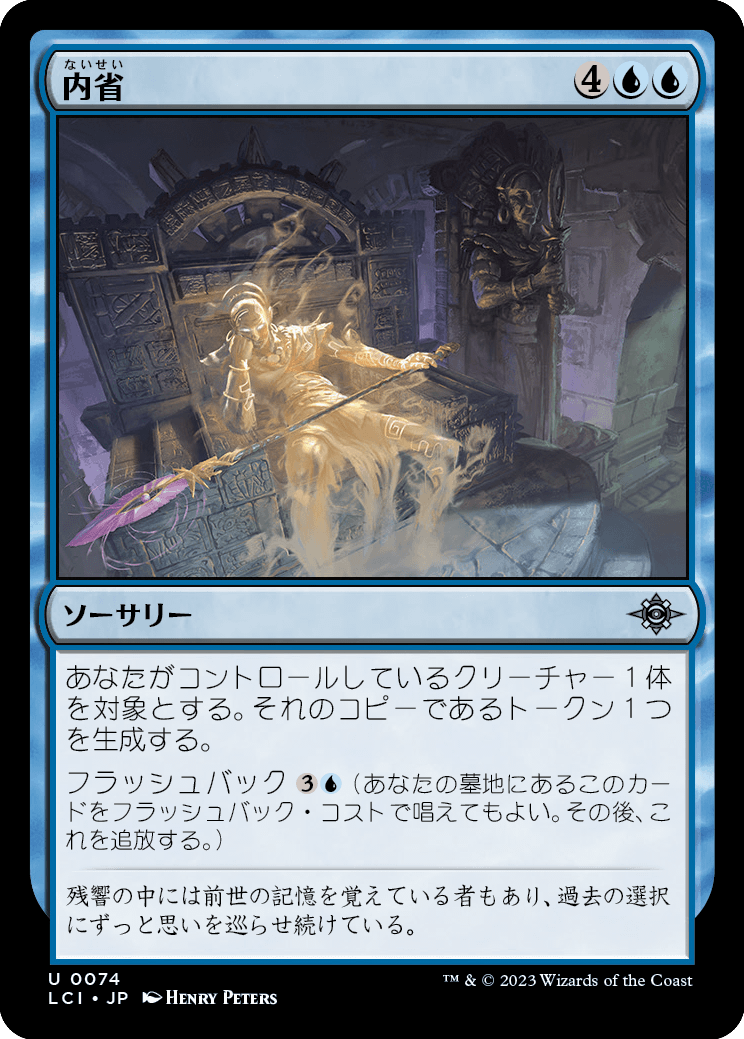 ないせい
内省 4
ソーサリー
あなたがコントロールしているクリーチャー１体
を対象とする。それのコピーであるトークン１つ
を生成する。
フラッシュバック 3（あなたの墓地にあるこのカー
ドをフラッシュバック・コストで唱えてもよい。その後、こ
れを追放する。）
残響の中には前世の記憶を覚えている者もあり、過去の選択
にずっと思いを巡らせ続けている。
U 0074 ™ & © 2023 Wizards of the Coast
LCI • JP HENRY PETERS